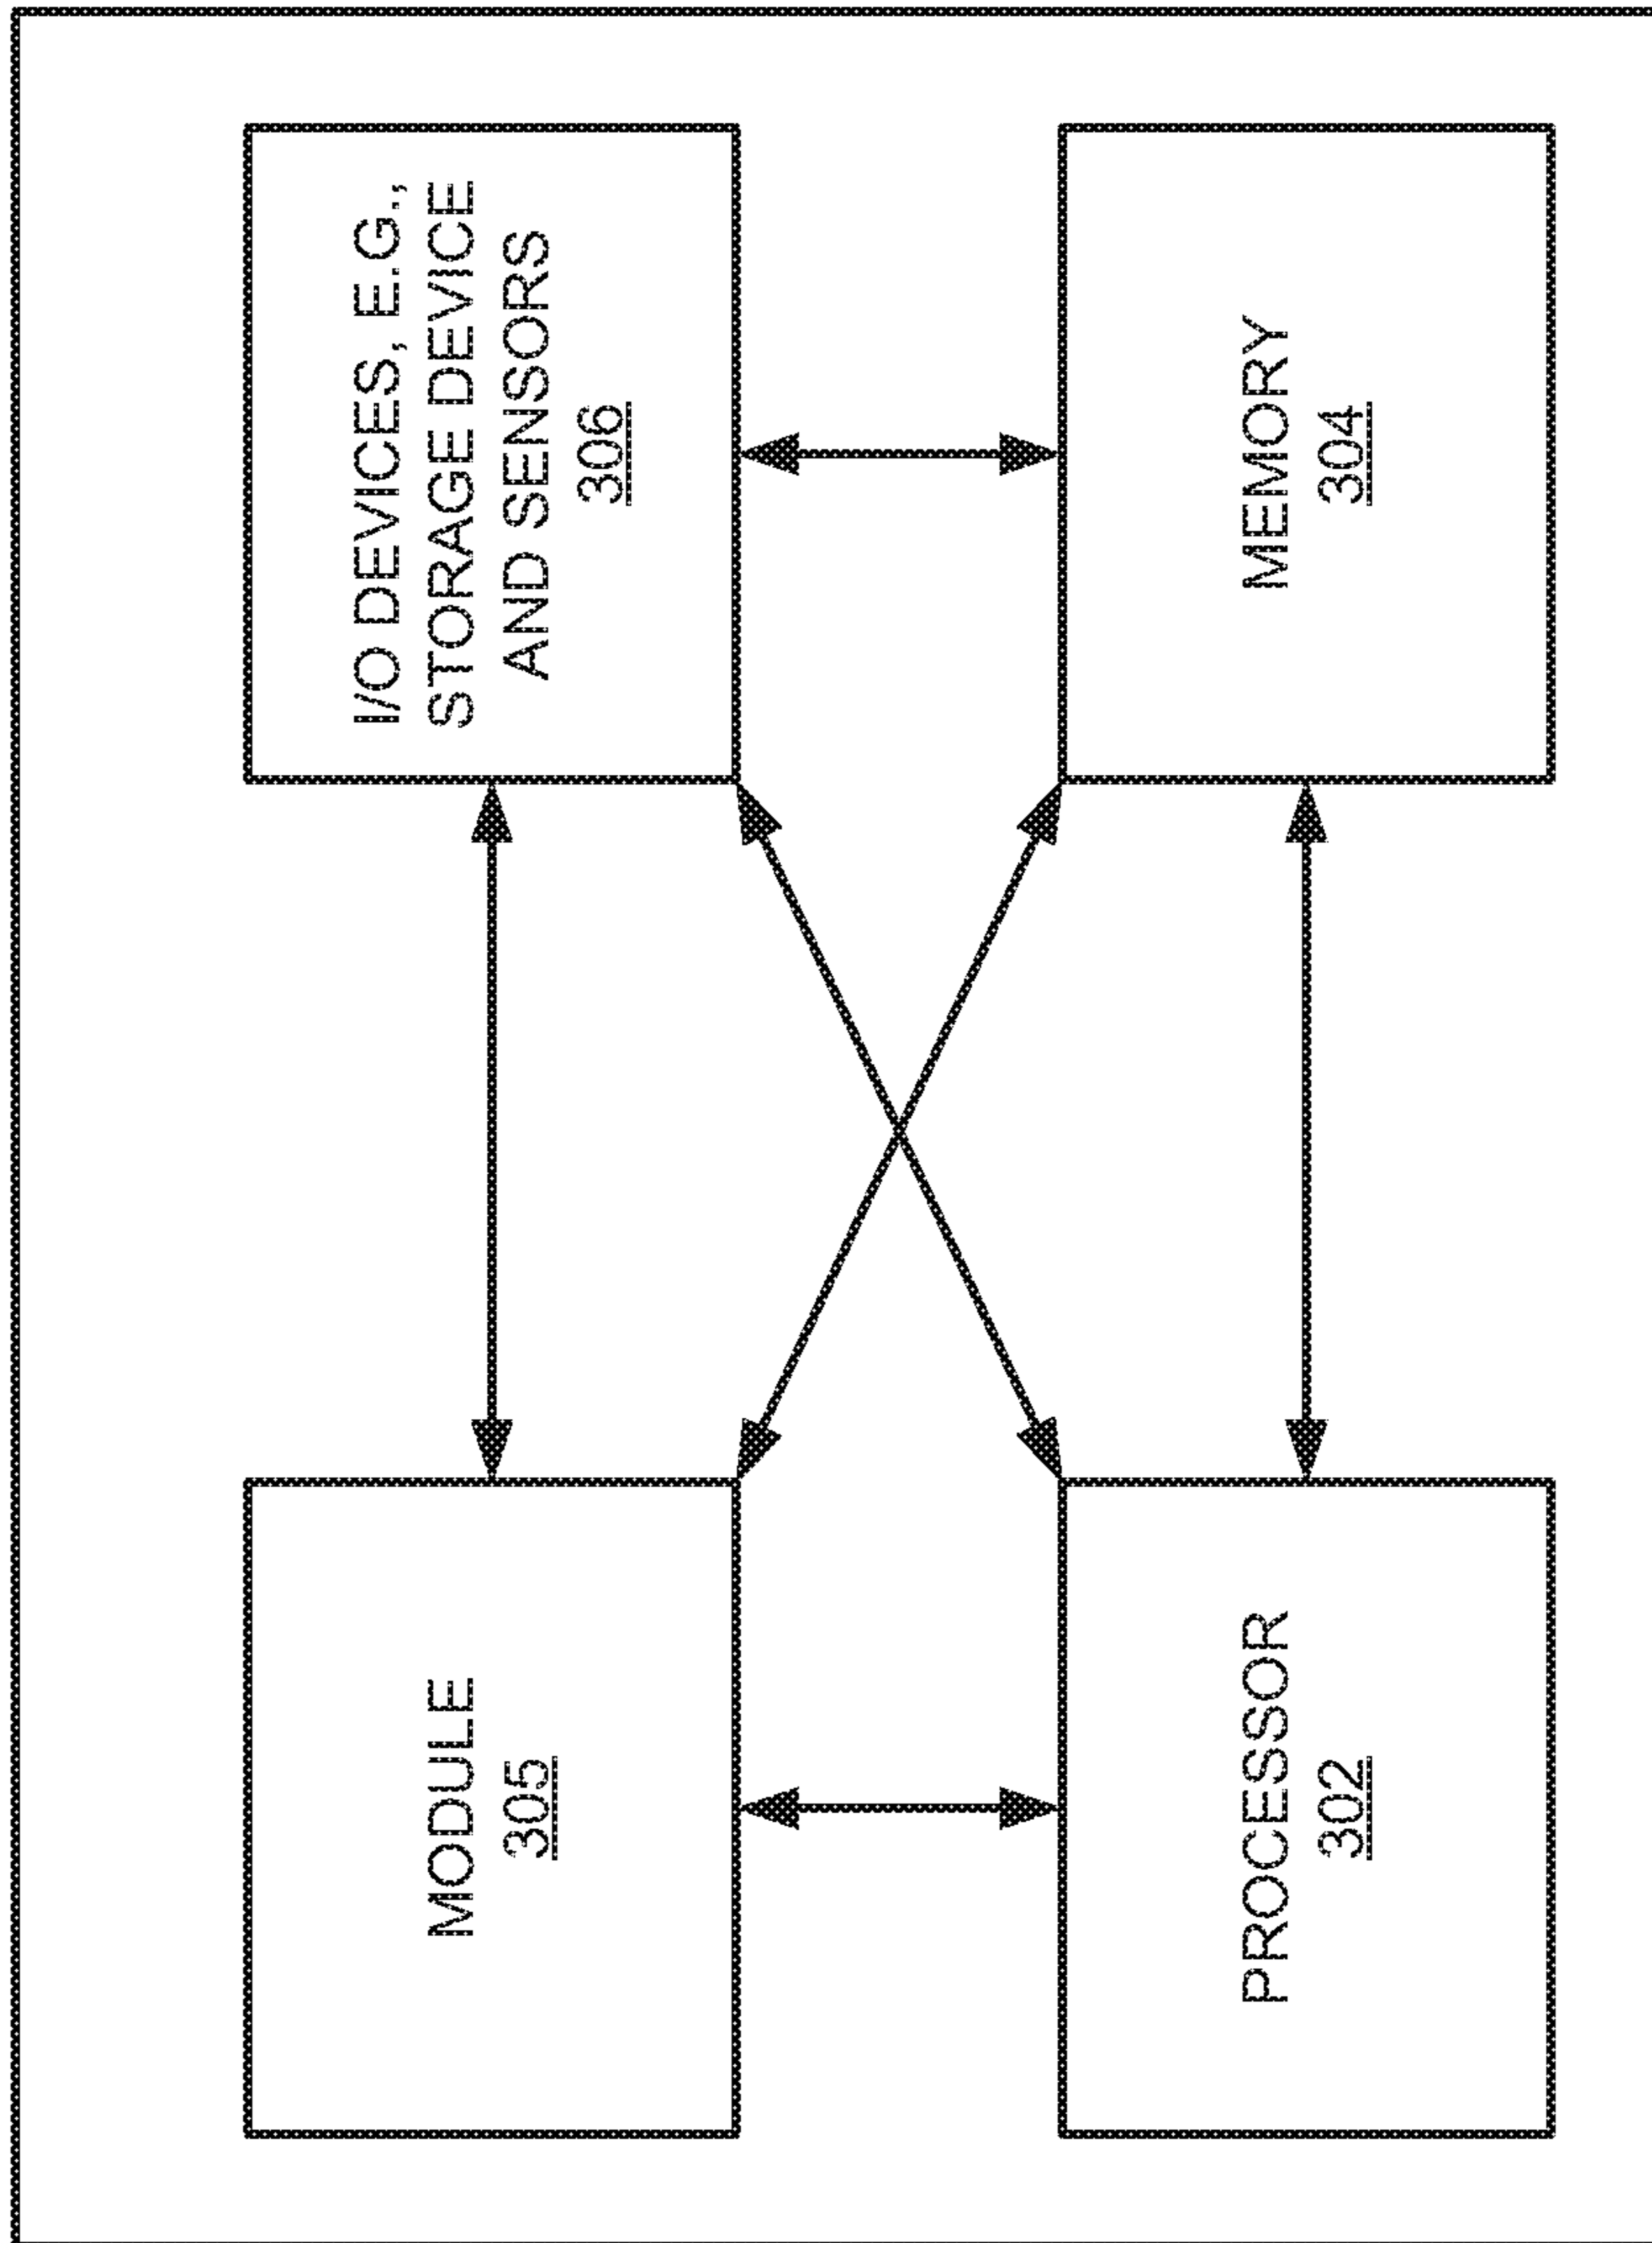 MODULE
305
I/O DEVICES, E.G.,
STORAGE DEVICE
AND SENSORS
306
PROCESSOR
302
MEMORY
304